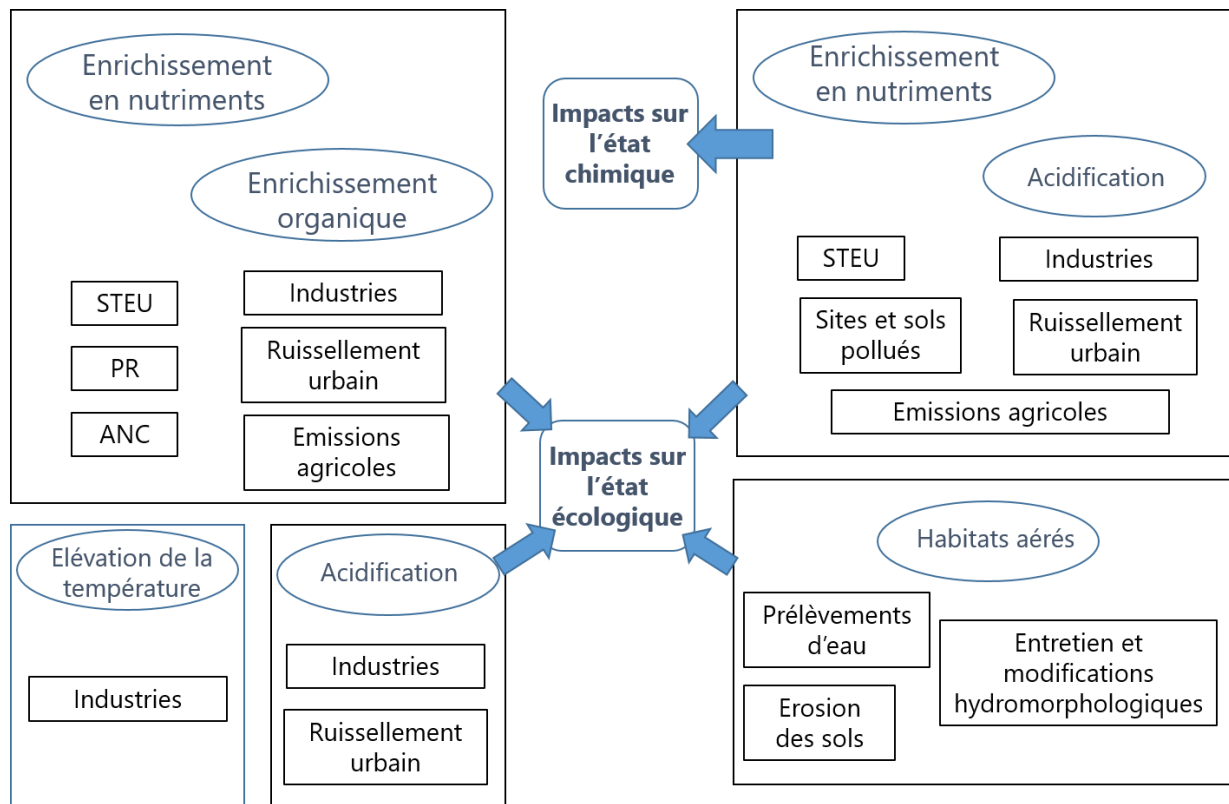 Enrichissement
en nutriments
Enrichissement
organique
STEU
PR
ANC
Industries
Ruissellement
urbain
Emissions
agricoles
Impacts sur
l'état
chimique
Enrichissement
en nutriments
Acidification
STEU
Industries
Sites et sols
pollués
Ruissellement
urbain
Emissions agricoles
Impacts sur
l'état
écologique
Elévation de la
température
Industries
Acidification
Industries
Ruissellement
urbain
Habitats aérés
Prélèvements
d'eau
Entretien et
modifications
hydromorphologiques
Erosion
des sols